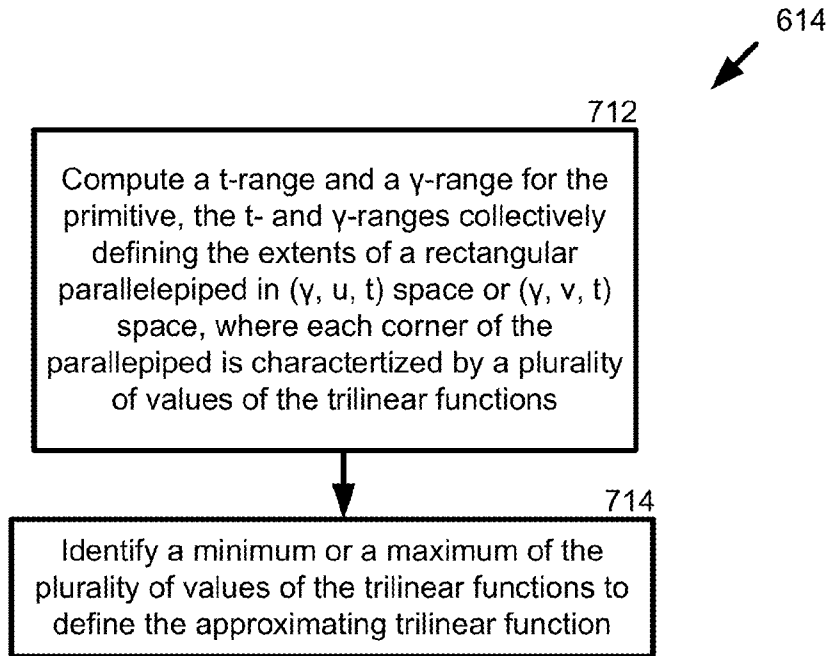 614
712
Compute a t-range and a γ-range for the
primitive, the t- and γ-ranges collectively
defining the extents of a rectangular
parallelepiped in (γ, u, t) space or (γ, v, t)
space, where each corner of the
parallepiped is charactertized by a plurality
of values of the trilinear functions
714
Identify a minimum or a maximum of the
plurality of values of the trilinear functions to
define the approximating trilinear function